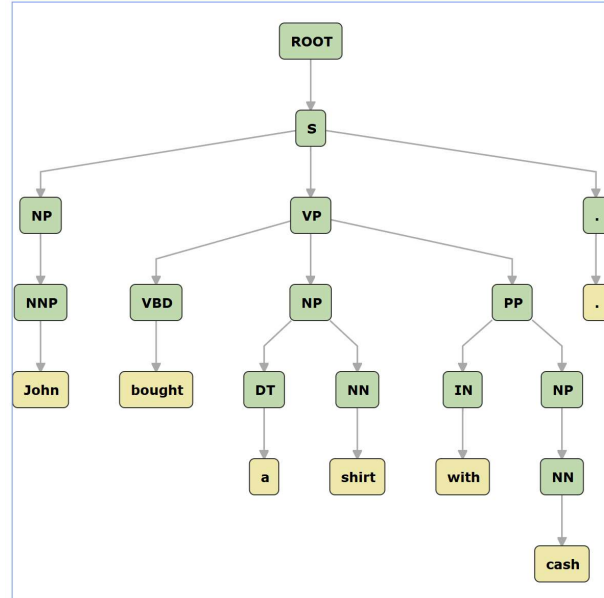 ROOT
S
NP VP .
NNP VBD NP PP .
John bought DT NN IN NP
a shirt with NN
cash